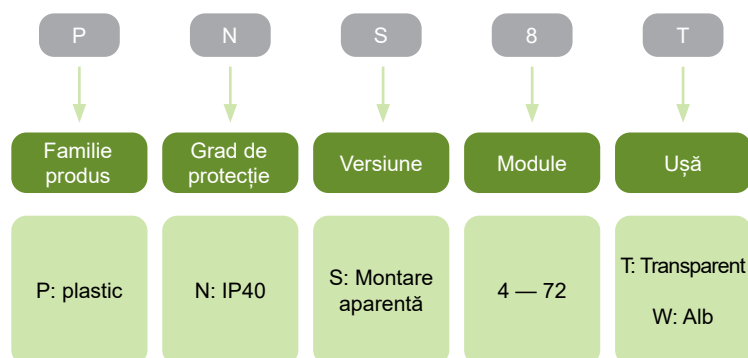 P
N
S
8
T
Familie
produs
Grad de
protecție
Versiune
Module
Ușă
P: plastic
N: IP40
S: Montare
aparentă
4 — 72
T: Transparent
W: Alb